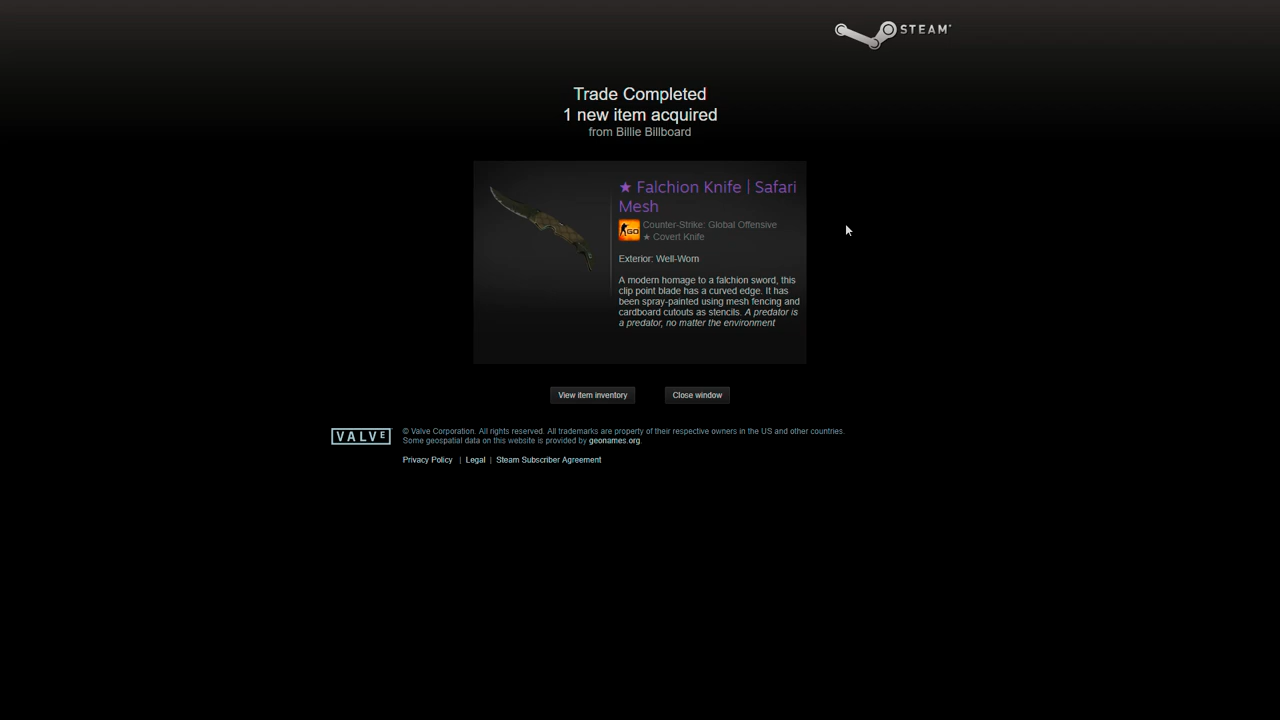 STEAM
Trade Completed
1 new item acquired
from Billie Billboard
★ Falchion Knife | Safari
Mesh
GO
Counter-Strike: Global Offensive
★ Covert Knife
Exterior: Well-Worn
A modern homage to a falchion sword, this
clip point blade has a curved edge. It has
been spray-painted using mesh fencing and
cardboard cutouts as stencils. A predator is
a predator, no matter the environment
View item inventory
Close window
VALVE
© Valve Corporation. All rights reserved. All trademarks are property of their respective owners in the US and other countries.
Some geospatial data on this website is provided by geonames.org
Privacy Policy | Legal | Steam Subscriber Agreement